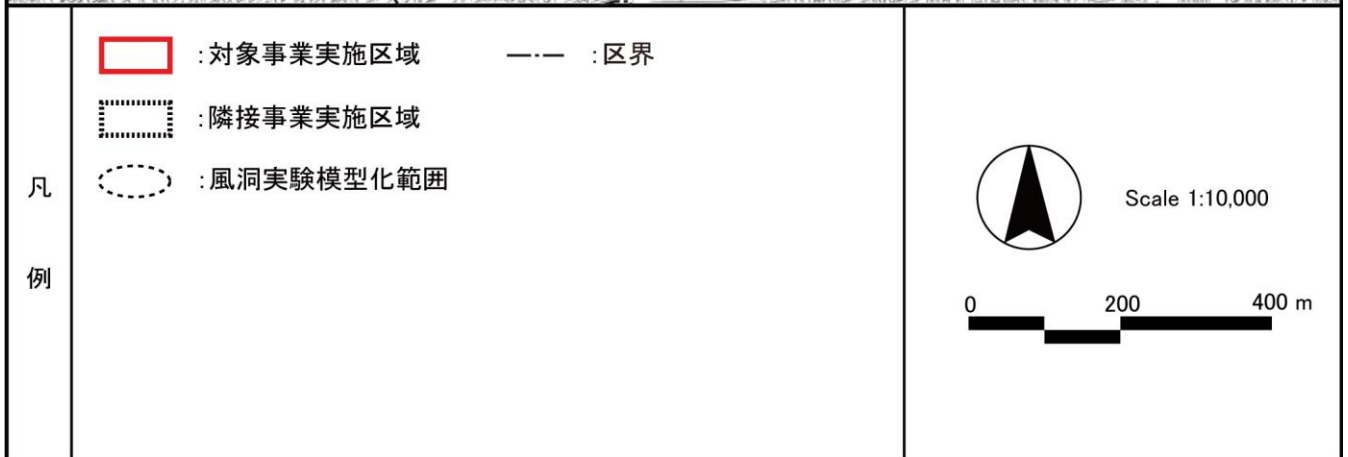 凡例
:対象事業実施区域
:区界
:隣接事業実施区域
:風洞実験模型化範囲
Scale 1:10,000
0 200 400 m